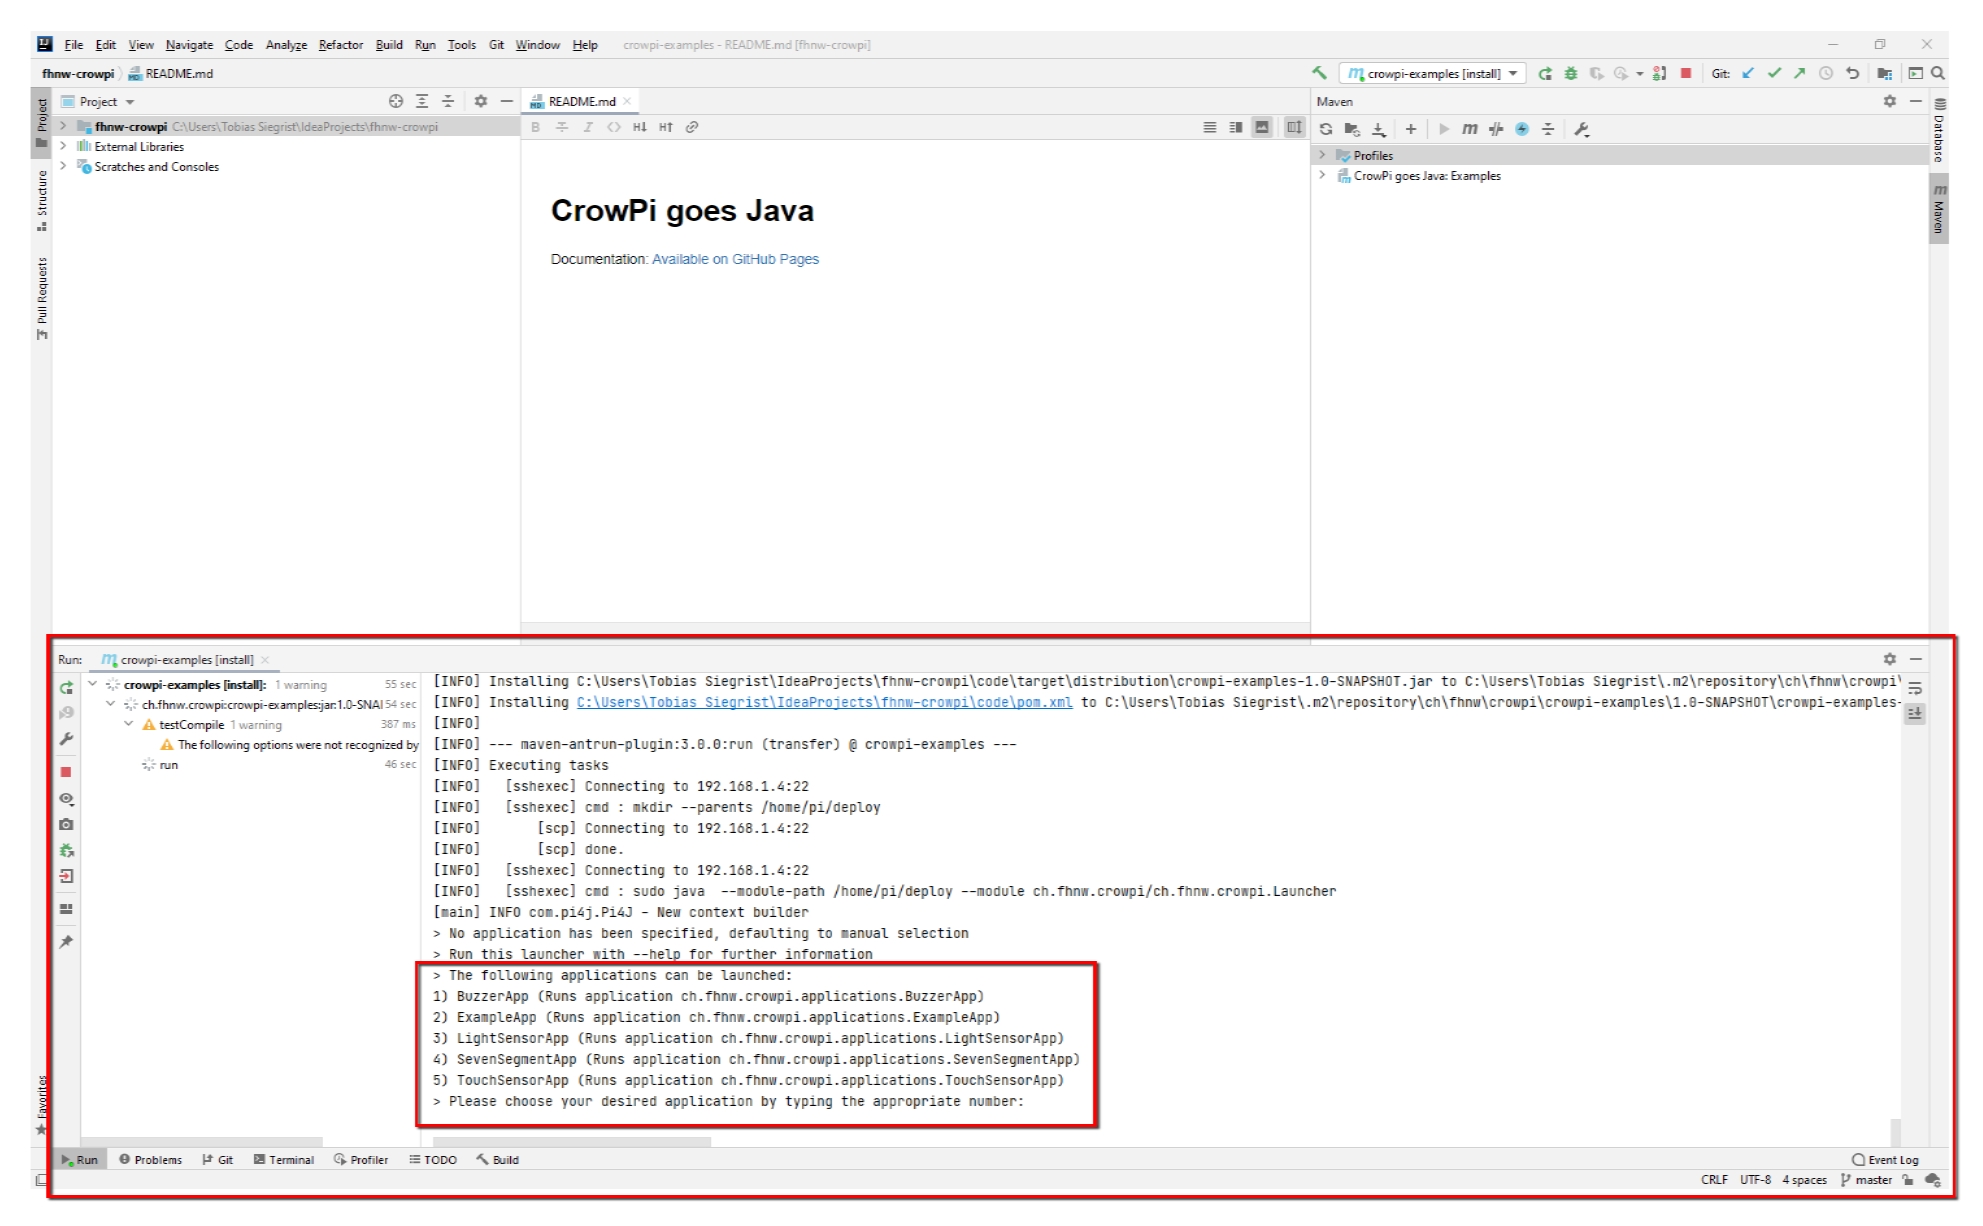 File Edit View Navigate Code Analyze Refactor Build Run Tools Git Window Help crowpi-examples - README.md [fhnw-crowpi]
fhnw-crowpi README.md
crowpi-examples [install]
Git:
Project
README.md
Maven
fhnw-crowpi C:\Users\Tobias Siegrist\IdeaProjects\fhnw-crowpi
External Libraries
Scratches and Consoles
Profiles
CrowPi goes Java: Examples
Project
Structure
Pull Requests
Favorites
Database
Maven
CrowPi goes Java
Documentation: Available on GitHub Pages
Run: crowpi-examples [install]
crowpi-examples [install]: 1 warning 55 sec
ch.fhnw.crowpi:crowpi-examples:jar:1.0-SNA 54 sec
testCompile 1 warning 387 ms
The following options were not recognized by
run 46 sec
[INFO] Installing C:\Users\Tobias Siegrist\IdeaProjects\fhnw-crowpi\code\target\distribution\crowpi-examples-1.0-SNAPSHOT.jar to C:\Users\Tobias Siegrist\.m2\repository\ch\fhnw\crowpi\
[INFO] Installing C:\Users\Tobias Siegrist\IdeaProjects\fhnw-crowpi\code\pom.xml to C:\Users\Tobias Siegrist\.m2\repository\ch\fhnw\crowpi\crowpi-examples\1.0-SNAPSHOT\crowpi-examples-
[INFO]
[INFO] --- maven-antrun-plugin:3.0.0:run (transfer) @ crowpi-examples ---
[INFO] Executing tasks
[INFO] [sshexec] Connecting to 192.168.1.4:22
[INFO] [sshexec] cmd : mkdir --parents /home/pi/deploy
[INFO] [scp] Connecting to 192.168.1.4:22
[INFO] [scp] done.
[INFO] [sshexec] Connecting to 192.168.1.4:22
[INFO] [sshexec] cmd : sudo java --module-path /home/pi/deploy --module ch.fhnw.crowpi/ch.fhnw.crowpi.Launcher
[main] INFO com.pi4j.Pi4J - New context builder
> No application has been specified, defaulting to manual selection
> Run this launcher with --help for further information
> The following applications can be launched:
1) BuzzerApp (Runs application ch.fhnw.crowpi.applications.BuzzerApp)
2) ExampleApp (Runs application ch.fhnw.crowpi.applications.ExampleApp)
3) LightSensorApp (Runs application ch.fhnw.crowpi.applications.LightSensorApp)
4) SevenSegmentApp (Runs application ch.fhnw.crowpi.applications.SevenSegmentApp)
5) TouchSensorApp (Runs application ch.fhnw.crowpi.applications.TouchSensorApp)
> Please choose your desired application by typing the appropriate number:
Run Problems Git Terminal Profiler TODO Build Event Log
CRLF UTF-8 4 spaces master